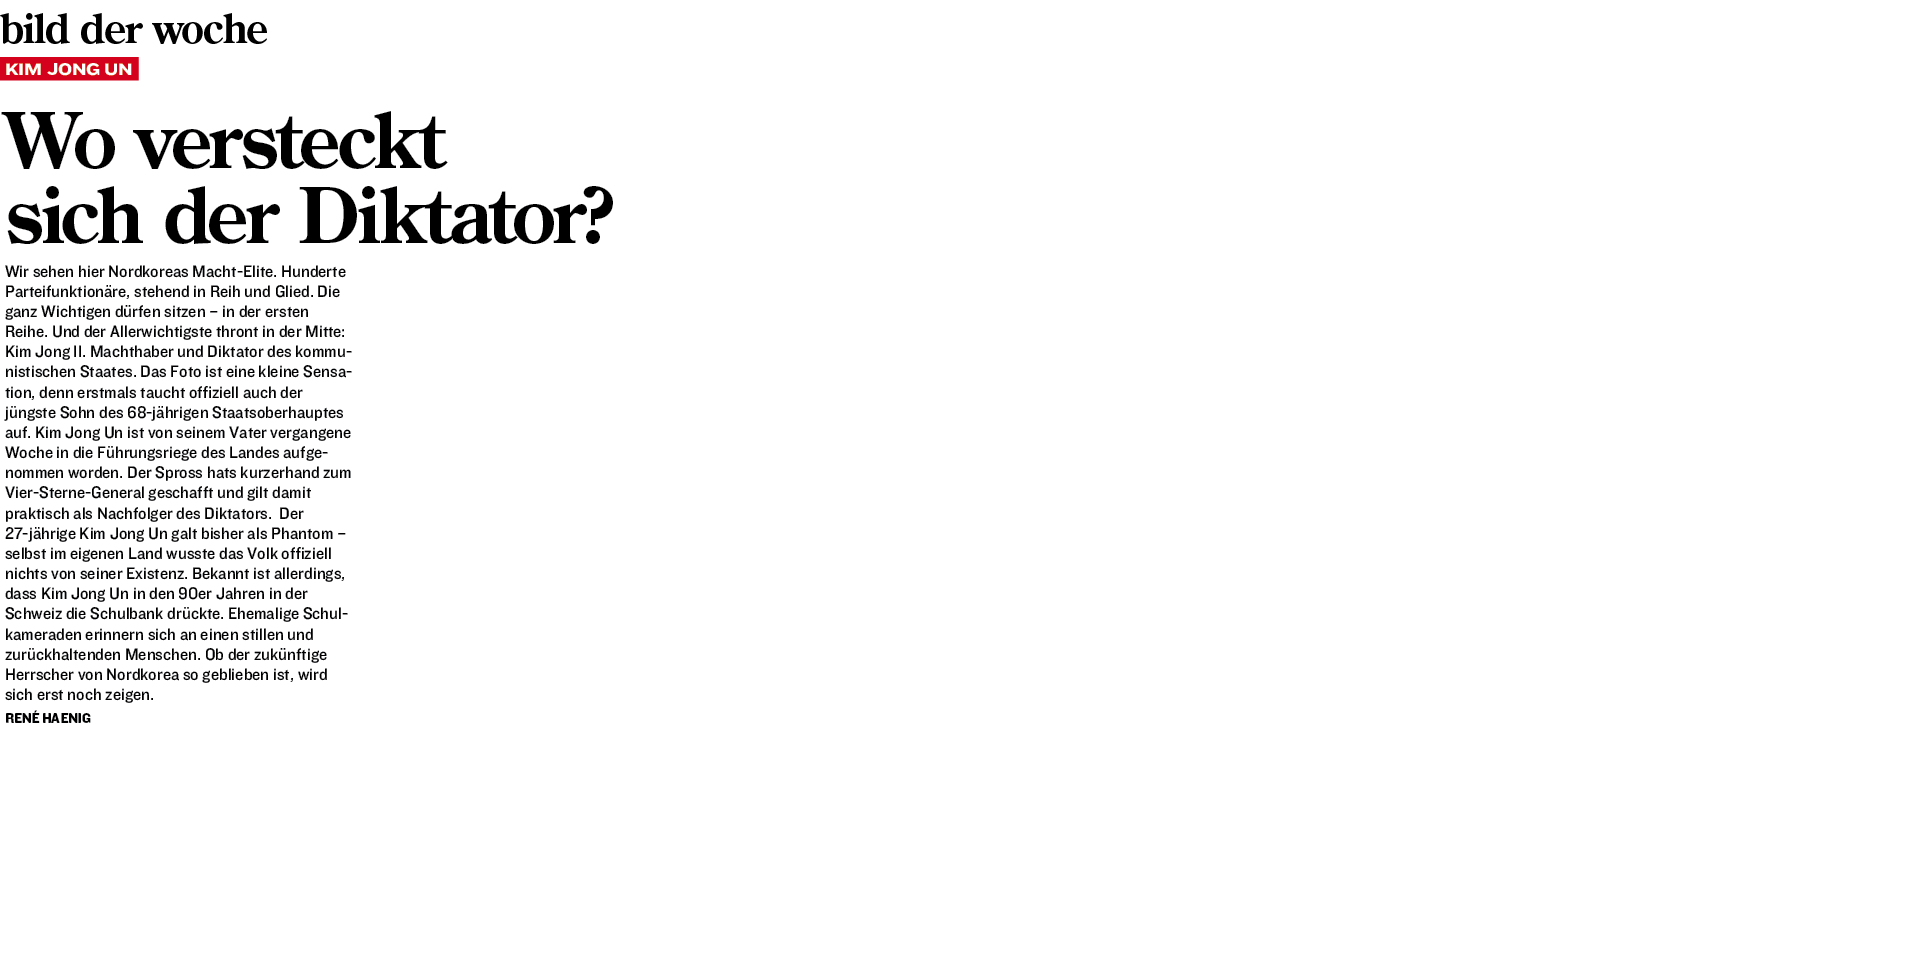 bild der woche
KIM JONG UN
Wo versteckt
sich der Diktator?
Wir sehen hier Nordkoreas Macht-Elite. Hunderte
Parteifunktionäre, stehend in Reih und Glied. Die
ganz Wichtigen dürfen sitzen – in der ersten
Reihe. Und der Allerwichtigste thront in der Mitte:
Kim Jong Il. Machthaber und Diktator des kommu-
nistischen Staates. Das Foto ist eine kleine Sensa-
tion, denn erstmals taucht offiziell auch der
jüngste Sohn des 68-jährigen Staatsoberhauptes
auf. Kim Jong Un ist von seinem Vater vergangene
Woche in die Führungsriege des Landes aufge-
nommen worden. Der Spross hats kurzerhand zum
Vier-Sterne-General geschafft und gilt damit
praktisch als Nachfolger des Diktators.  Der
27-jährige Kim Jong Un galt bisher als Phantom –
selbst im eigenen Land wusste das Volk offiziell
nichts von seiner Existenz. Bekannt ist allerdings,
dass Kim Jong Un in den 90er Jahren in der
Schweiz die Schulbank drückte. Ehemalige Schul-
kameraden erinnern sich an einen stillen und
zurückhaltenden Menschen. Ob der zukünftige
Herrscher von Nordkorea so geblieben ist, wird
sich erst noch zeigen.
RENÉ HAENIG